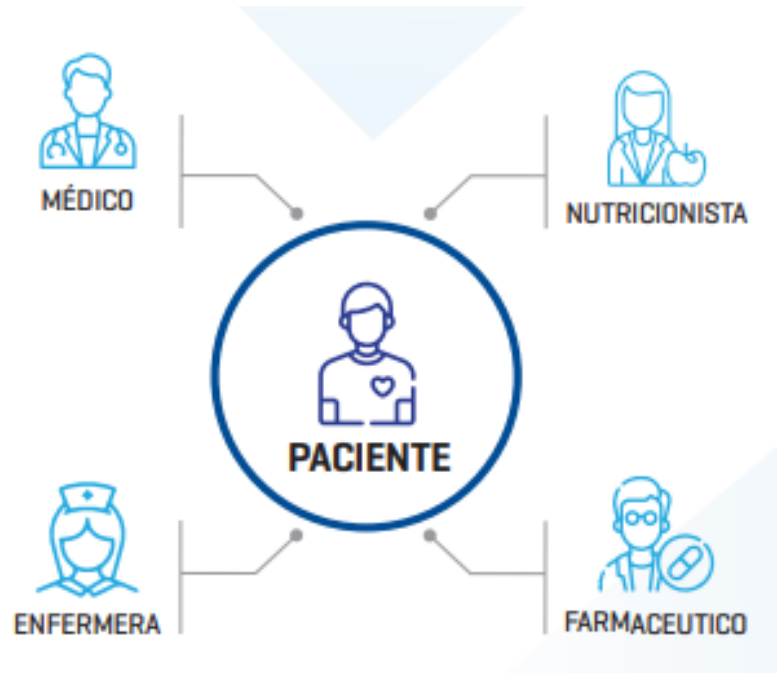 MÉDICO
NUTRICIONISTA
PACIENTE
ENFERMERA
FARMACEUTICO